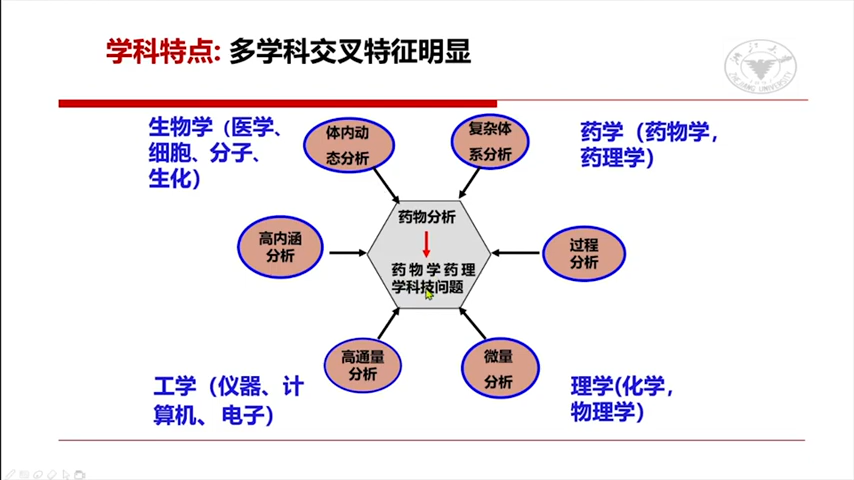 学科特点: 多学科交叉特征明显
ZHEJIANG UNIVERSITY
生物学（医学、
细胞、分子、
生化）
体内动
态分析
复杂体
系分析
药学（药物学，
药理学）
高内涵
分析
药物分析
药物学药理
学科技问题
过程
分析
高通量
分析
微量
分析
工学（仪器、计
算机、电子）
理学(化学，
物理学）